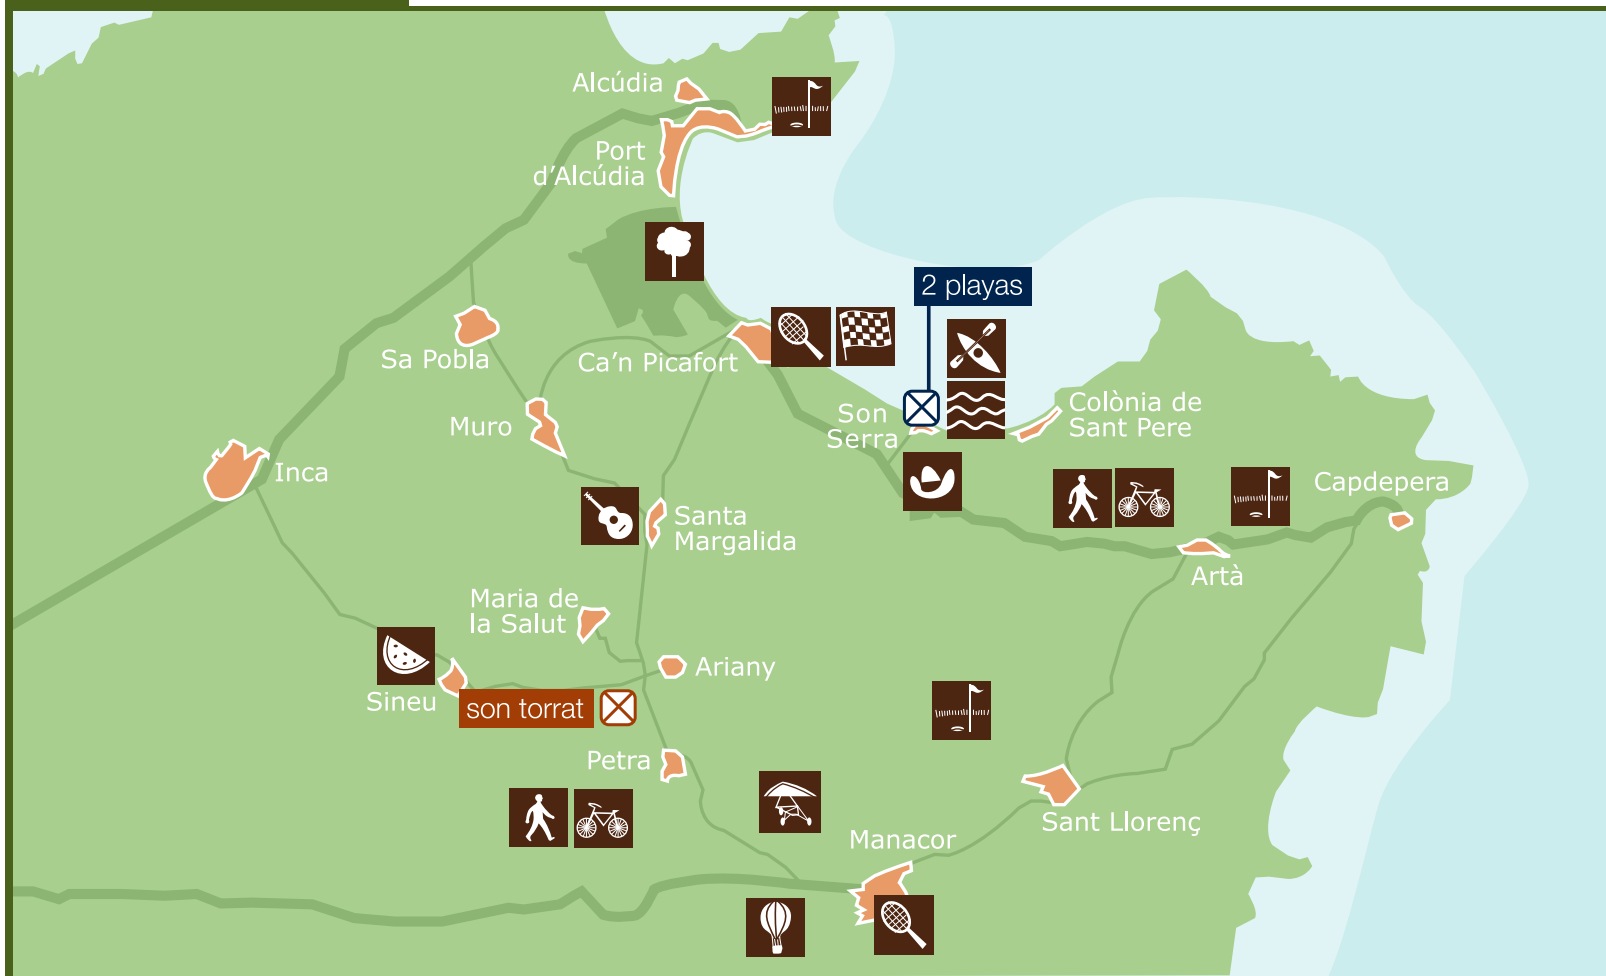 Alcúdia
Port
d'Alcúdia
2 playas
Sa Pobla
Ca'n Picafort
Muro
Son
Serra
Colònia de
Sant Pere
Inca
Capdepera
Santa
Margalida
Artà
Maria de
la Salut
Ariany
Sineu
son torrat
Petra
Sant Llorenç
Manacor